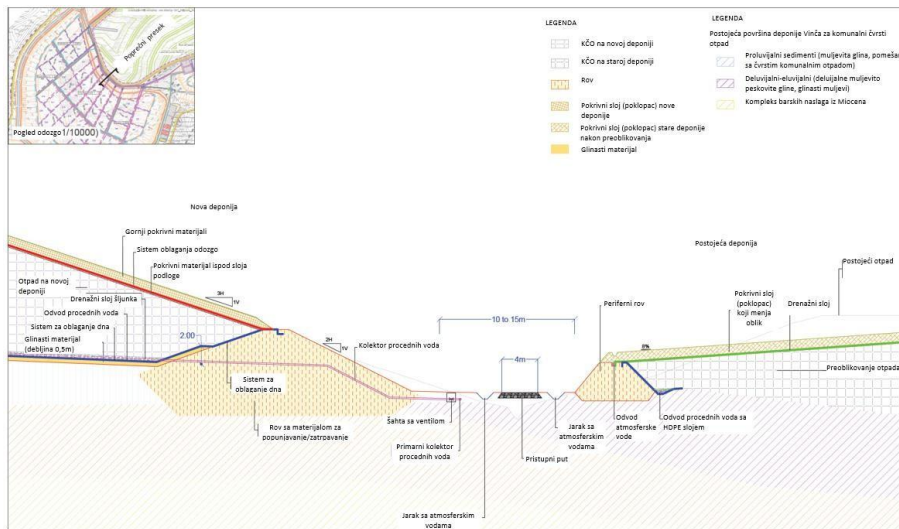 Poprečni presek
Pogled odozgo 1/10000)
LEGENDA
KČO na novoj deponiji
KČO na staroj deponiji
Rov
Pokrivni sloj (poklopac) nove
deponije
Pokrivni sloj (poklopac) stare deponije
nakon preoblikovanja
Glinasti materijal
LEGENDA
Postojeća površina deponije Vinča za komunalni čvrsti
otpad
Proluvijalni sedimenti (muljevita glina, pomešan
sa čvrstim komunalnim otpadom)
Deluvijalni-eluvijalni (deluijalne muljevito
peskovite gline, glinasti muljevi)
Kompleks barskih naslaga iz Miocena
Nova deponija
Gornji pokrivni materijali
Sistem oblaganja odozgo
Pokrivni materijal ispod sloja
podloge
Otpad na novoj
deponiji
Drenažni sloj šljunka
Odvod procednih voda
Sistem za oblaganje dna
Glinasti materijal
(debljina 0,5m)
2.00
3H
1V
2H
1V
Kolektor procednih voda
Sistem za
oblaganje dna
Rov sa materijalom za
popunjavanje/zatrpavanje
Šahta sa ventilom
Primarni kolektor
procednih voda
Jarak sa atmosferskim
vodama
10 to 15m
4m
Pristupni put
Jarak sa
atmosferskim
vodama
Postojeća deponija
Postojeći otpad
Periferni rov
Pokrivni sloj
(poklopac)
koji menja
oblik
Drenažni sloj
Preoblikovanje otpada
Odvod
atmosferske
vode
Odvod procednih voda sa
HDPE slojem